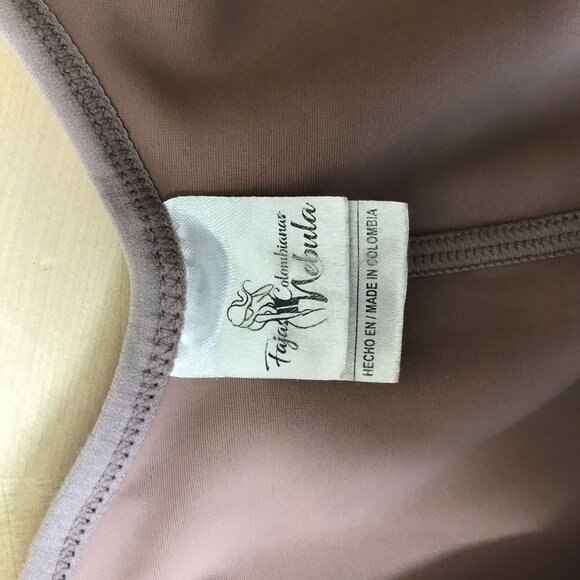 Fajas Colombianas
Nebula
HECHO EN / MADE IN COLOMBIA